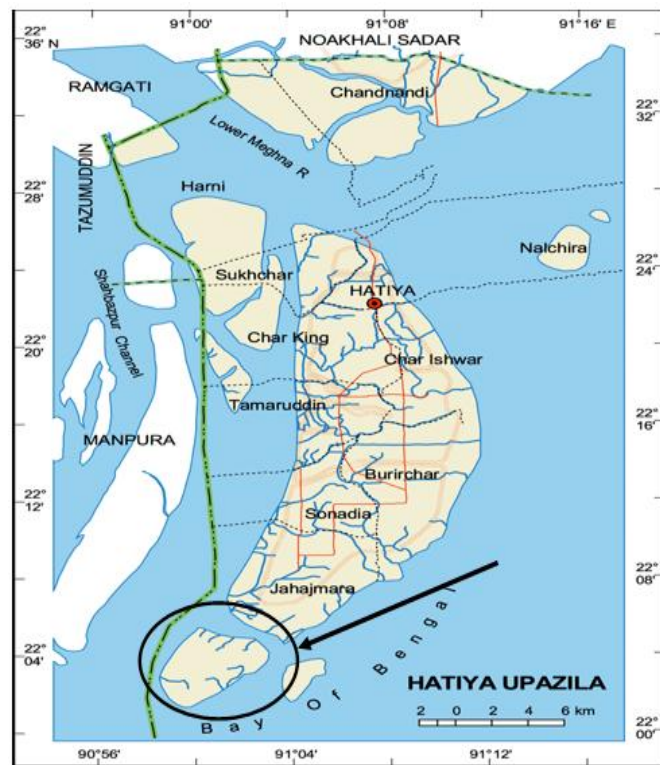 91° 00'
91° 08'
91° 16' E
22°
36' N
NOAKHALI SADAR
RAMGATI
Chandnandi
22°
32'
Lower Meghna R
TAZUMUDDIN
22°
28'
Harni
Nalchira
22°
24'
Sukhchar
HATIYA
Shahbazpur Channel
22°
20'
Char King
Char Ishwar
Tamaruddin
22°
16'
MANPURA
Burirchar
22°
12'
Sonadia
22°
08'
Jahajmara
22°
04'
Bay Of Bengal
HATIYA UPAZILA
2 0 2 4 6 km
22°
00'
90° 56'
91° 04'
91° 12'